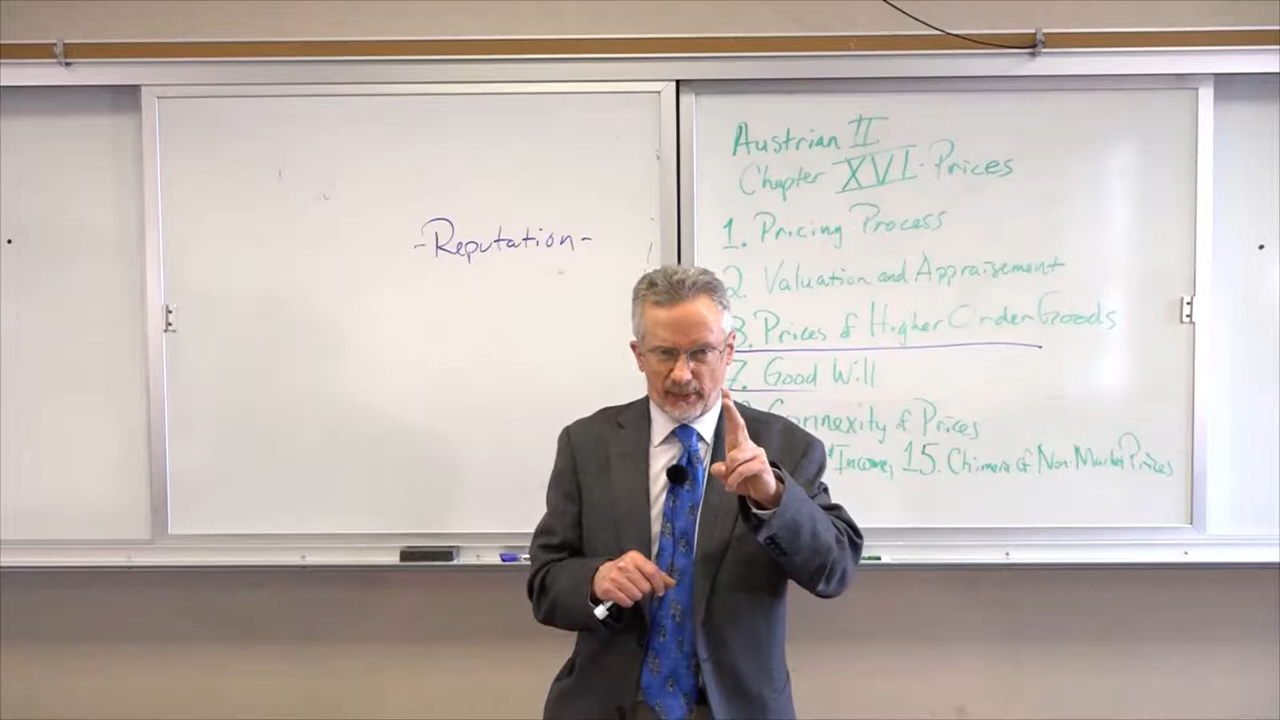 -Reputation-
Austrian II
Chapter XVI - Prices
1. Pricing Process
2. Valuation and Appraisement
3. Prices of Higher Order Goods
7. Good Will
Connexity of Prices
Income, 15. Chimera of Non-Market Prices